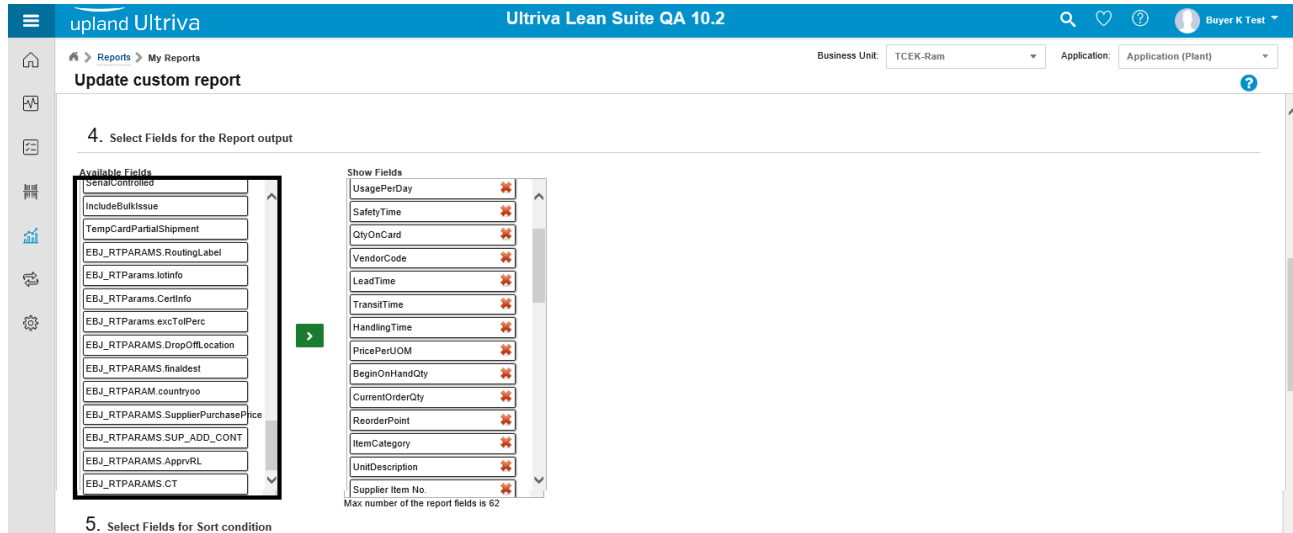 upland Ultriva
Ultriva Lean Suite QA 10.2
Buyer K Test
Reports > My Reports
Business Unit: TCEK-Ram
Application: Application (Plant)
Update custom report
4. Select Fields for the Report output
Available Fields
SerialControlled
IncludeBulkIssue
TempCardPartialShipment
EBJ_RTPARAMS.RoutingLabel
EBJ_RTParams.lotinfo
EBJ_RTParams.CertInfo
EBJ_RTParams.excTolPerc
EBJ_RTPARAMS.DropOffLocation
EBJ_RTPARAMS.finaldest
EBJ_RTPARAM.countryoo
EBJ_RTPARAMS.SupplierPurchasePrice
EBJ_RTPARAMS.SUP_ADD_CONT
EBJ_RTPARAMS.ApprvRL
EBJ_RTPARAMS.CT
Show Fields
UsagePerDay
SafetyTime
QtyOnCard
VendorCode
LeadTime
TransitTime
HandlingTime
PricePerUOM
BeginOnHandQty
CurrentOrderQty
ReorderPoint
ItemCategory
UnitDescription
Supplier Item No.
Max number of the report fields is 62
5. Select Fields for Sort condition